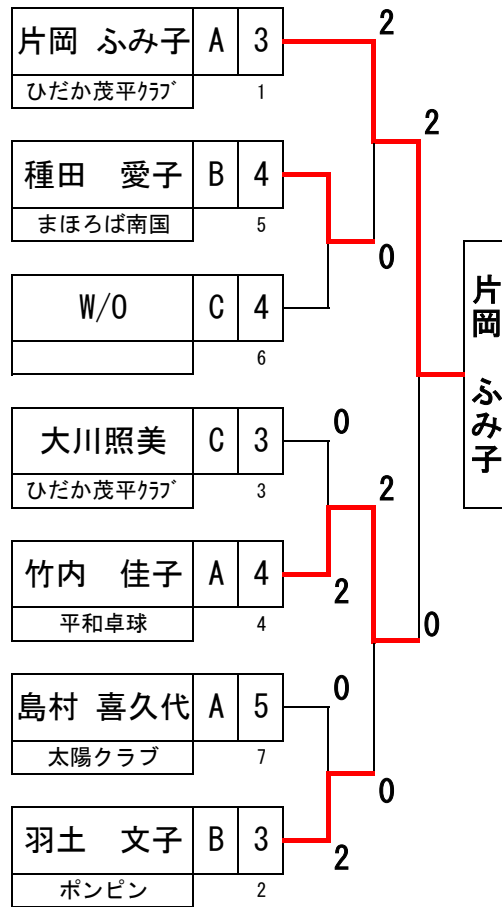 片岡 ふみ子 A 3
ひだか茂平ｸﾗﾌﾞ 1
種田 愛子 B 4
まほろば南国 5
W/O C 4
6
大川照美 C 3
ひだか茂平ｸﾗﾌﾞ 3
竹内 佳子 A 4
平和卓球 4
島村 喜久代 A 5
太陽クラブ 7
羽土 文子 B 3
ポンピン 2
2
0
2
0
2
2
0
2
0
0
片岡 ふみ子